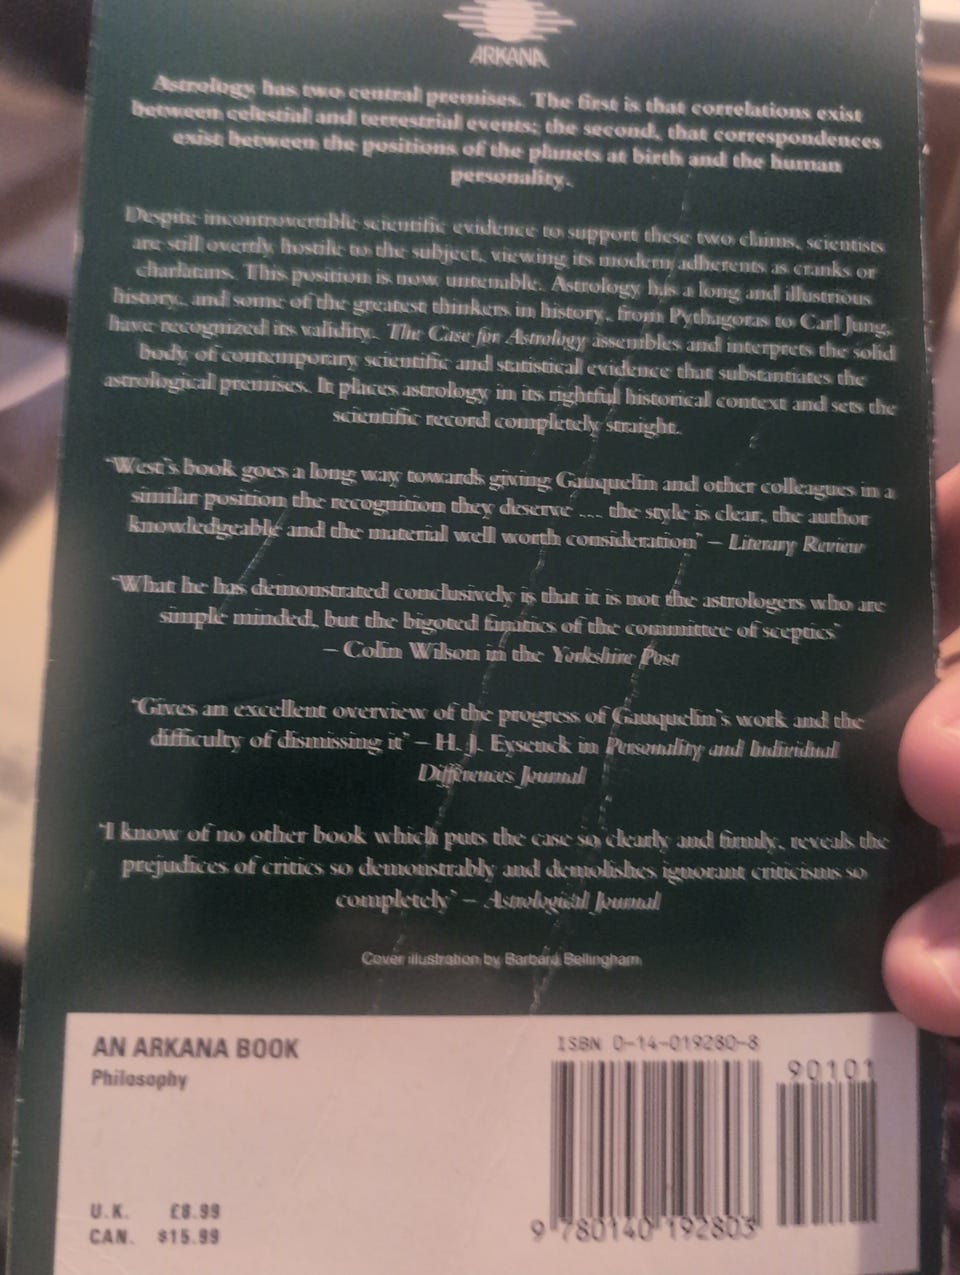 ARKANA
Astrology has two central premises. The first is that correlations exist
between celestial and terrestrial events; the second, that correspondences
exist between the positions of the planets at birth and the human
personality.
Despite incontrovertible scientific evidence to support these two claims, scientists
are still overtly hostile to the subject, viewing its modern adherents as cranks or
charlatans. This position is now untenable. Astrology has a long and illustrious
history, and some of the greatest thinkers in history, from Pythagoras to Carl Jung,
have recognized its validity. The Case for Astrology assembles and interprets the solid
body of contemporary scientific and statistical evidence that substantiates the
astrological premises. It places astrology in its rightful historical context and sets the
scientific record completely straight.
'West's book goes a long way towards giving Gauquelin and other colleagues in a
similar position the recognition they deserve .... the style is clear, the author
knowledgeable and the material well worth consideration' – Literary Review
'What he has demonstrated conclusively is that it is not the astrologers who are
simple minded, but the bigoted fanatics of the committee of sceptics'
– Colin Wilson in the Yorkshire Post
'Gives an excellent overview of the progress of Gauquelin's work and the
difficulty of dismissing it' – H. J. Eysenck in Personality and Individual
Differences Journal
'I know of no other book which puts the case so clearly and firmly, reveals the
prejudices of critics so demonstrably and demolishes ignorant criticisms so
completely' – Astrological Journal
Cover illustration by Barbara Bellingham
AN ARKANA BOOK
Philosophy
ISBN 0-14-019280-8
90101
U.K. £8.99
CAN. $15.99
9 780140 192803